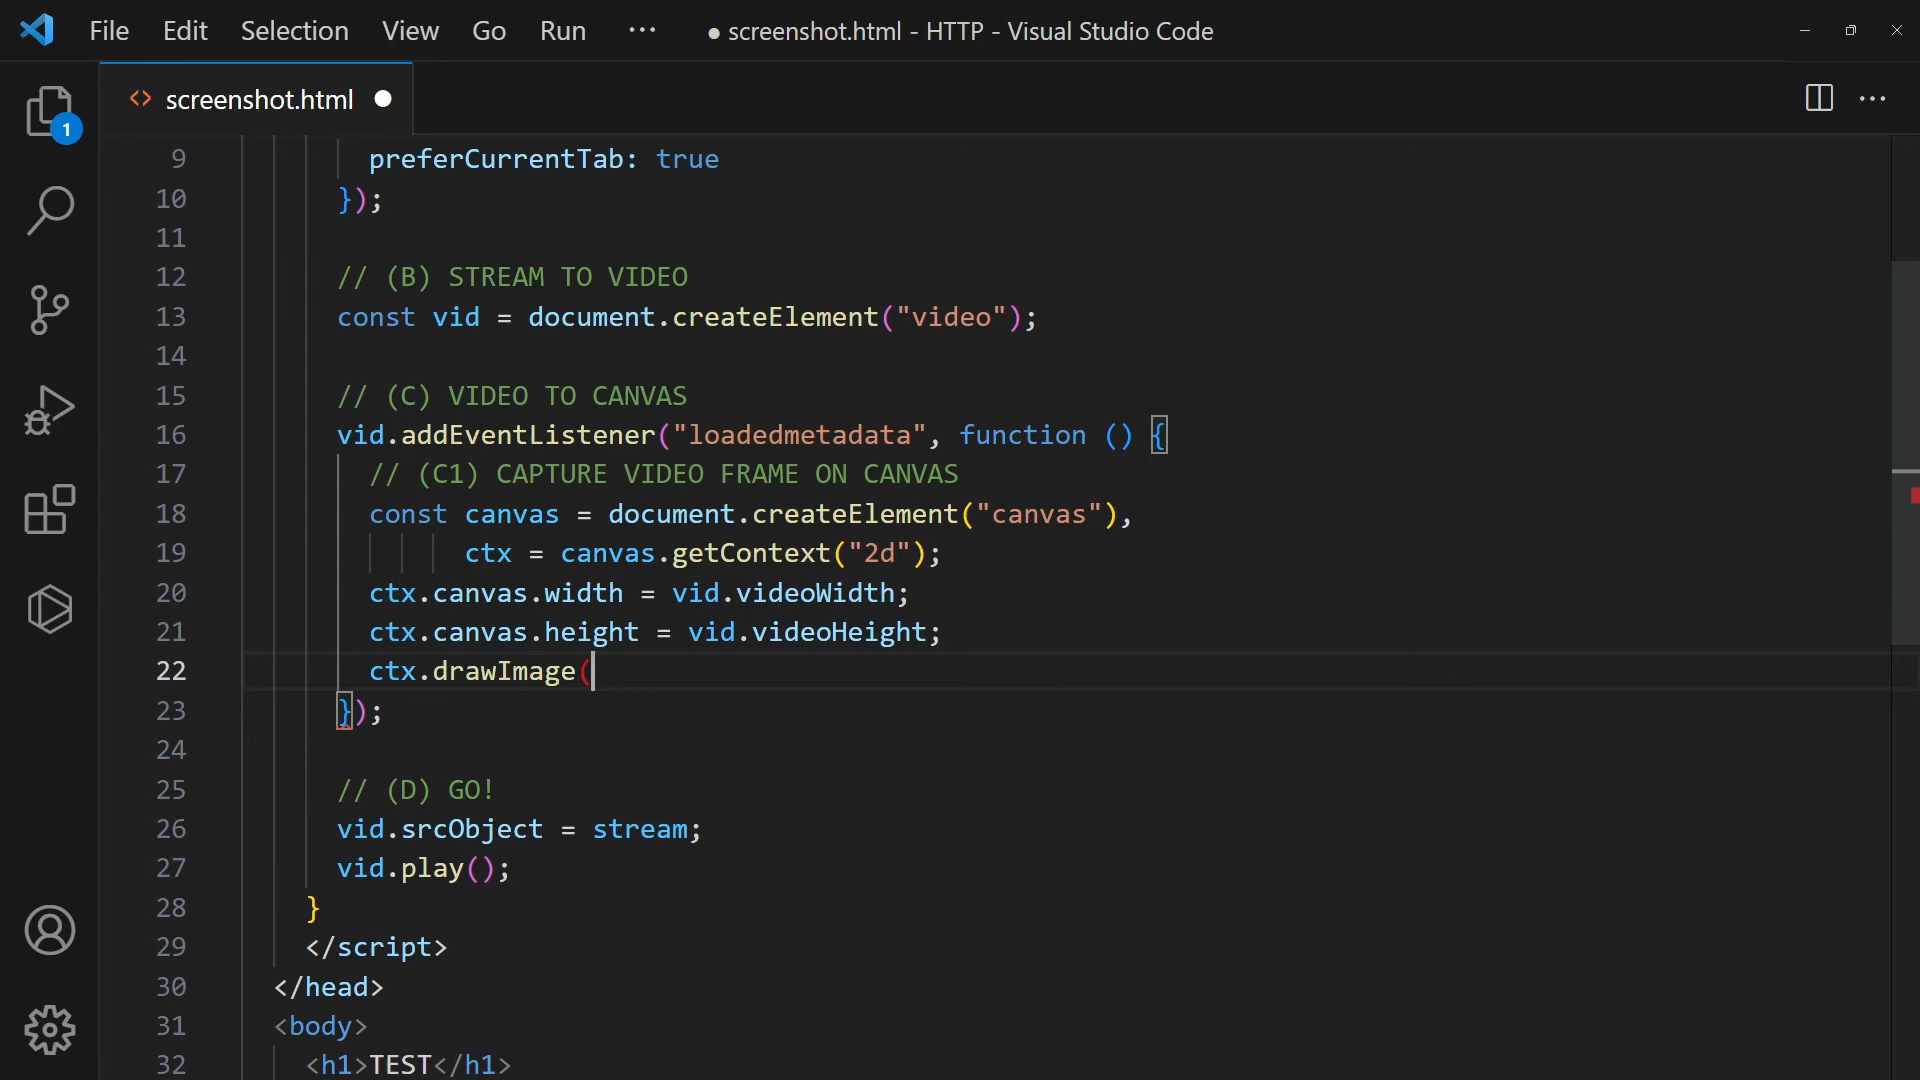 File Edit Selection View Go Run ··· ● screenshot.html - HTTP - Visual Studio Code
<> screenshot.html ●
1
9 preferCurrentTab: true
10 });
11
12 // (B) STREAM TO VIDEO
13 const vid = document.createElement("video");
14
15 // (C) VIDEO TO CANVAS
16 vid.addEventListener("loadedmetadata", function () {
17 // (C1) CAPTURE VIDEO FRAME ON CANVAS
18 const canvas = document.createElement("canvas"),
19 ctx = canvas.getContext("2d");
20 ctx.canvas.width = vid.videoWidth;
21 ctx.canvas.height = vid.videoHeight;
22 ctx.drawImage(
23 });
24
25 // (D) GO!
26 vid.srcObject = stream;
27 vid.play();
28 }
29 </script>
30 </head>
31 <body>
32 <h1>TEST</h1>